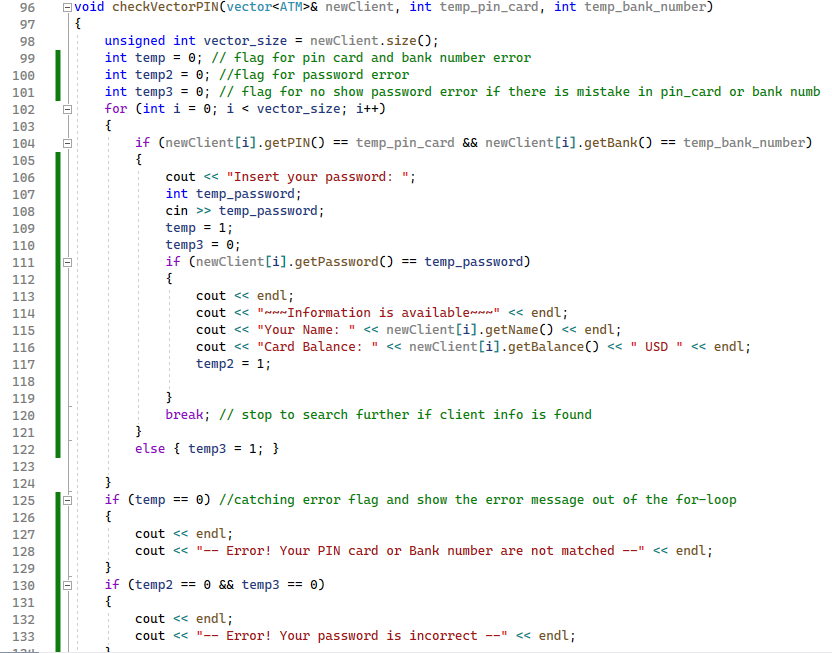 96 void checkVectorPIN(vector<ATM>& newClient, int temp_pin_card, int temp_bank_number)
97 {
98 unsigned int vector_size = newClient.size();
99 int temp = 0; // flag for pin card and bank number error
100 int temp2 = 0; //flag for password error
101 int temp3 = 0; // flag for no show password error if there is mistake in pin_card or bank numb
102 for (int i = 0; i < vector_size; i++)
103 {
104 if (newClient[i].getPIN() == temp_pin_card && newClient[i].getBank() == temp_bank_number)
105 {
106 cout << "Insert your password: ";
107 int temp_password;
108 cin >> temp_password;
109 temp = 1;
110 temp3 = 0;
111 if (newClient[i].getPassword() == temp_password)
112 {
113 cout << endl;
114 cout << "~~~Information is available~~~" << endl;
115 cout << "Your Name: " << newClient[i].getName() << endl;
116 cout << "Card Balance: " << newClient[i].getBalance() << " USD " << endl;
117 temp2 = 1;
118
119 }
120 break; // stop to search further if client info is found
121 }
122 else { temp3 = 1; }
123
124 }
125 if (temp == 0) //catching error flag and show the error message out of the for-loop
126 {
127 cout << endl;
128 cout << "-- Error! Your PIN card or Bank number are not matched --" << endl;
129 }
130 if (temp2 == 0 && temp3 == 0)
131 {
132 cout << endl;
133 cout << "-- Error! Your password is incorrect --" << endl;